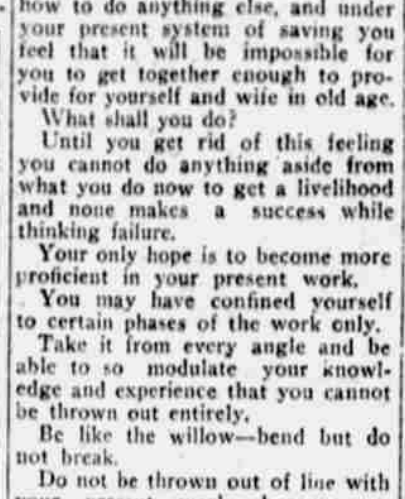 how to do anything else, and under
your present system of saving you
feel that it will be impossible for
you to get together enough to pro-
vide for yourself and wife in old age.
What shall you do?
Until you get rid of this feeling
you cannot do anything aside from
what you do now to get a livelihood
and none makes a success while
thinking failure.
Your only hope is to become more
proficient in your present work.
You may have confined yourself
to certain phases of the work only.
Take it from every angle and be
able to so modulate your knowl-
edge and experience that you cannot
be thrown out entirely.
Be like the willow—bend but do
not break.
Do not be thrown out of line with